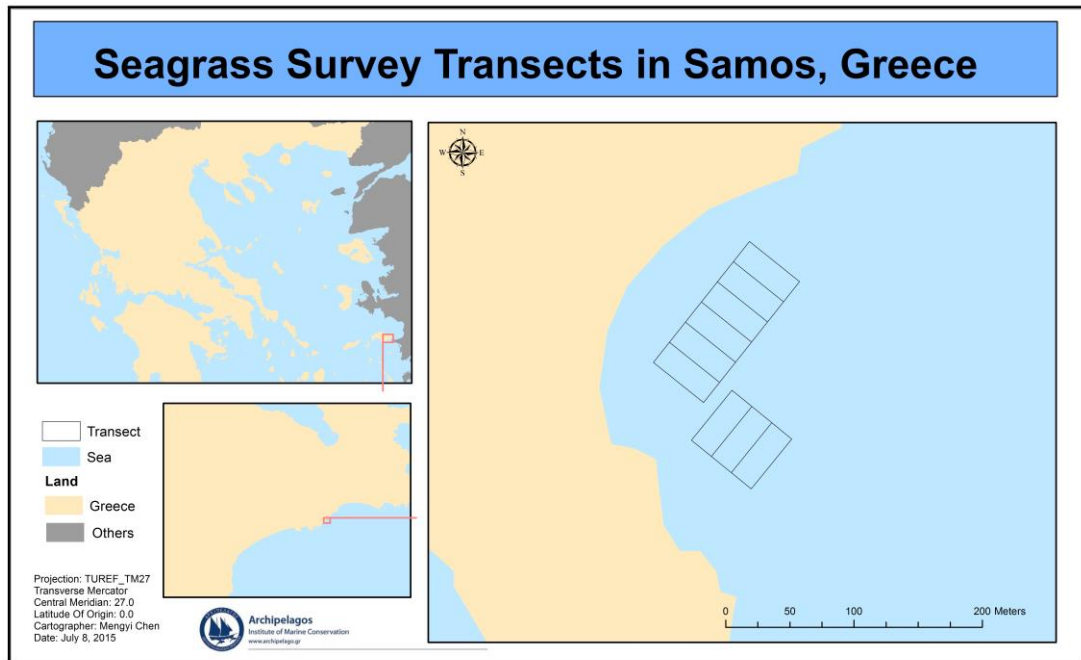 Seagrass Survey Transects in Samos, Greece
N
W E
S
Transect
Sea
Land
Greece
Others
Projection: TUREF_TM27
Transverse Mercator
Central Meridian: 27.0
Latitude Of Origin: 0.0
Cartographer: Mengyi Chen
Date: July 8, 2015
Archipelagos
Institute of Marine Conservation
www.archipelago.gr
0 50 100 200 Meters